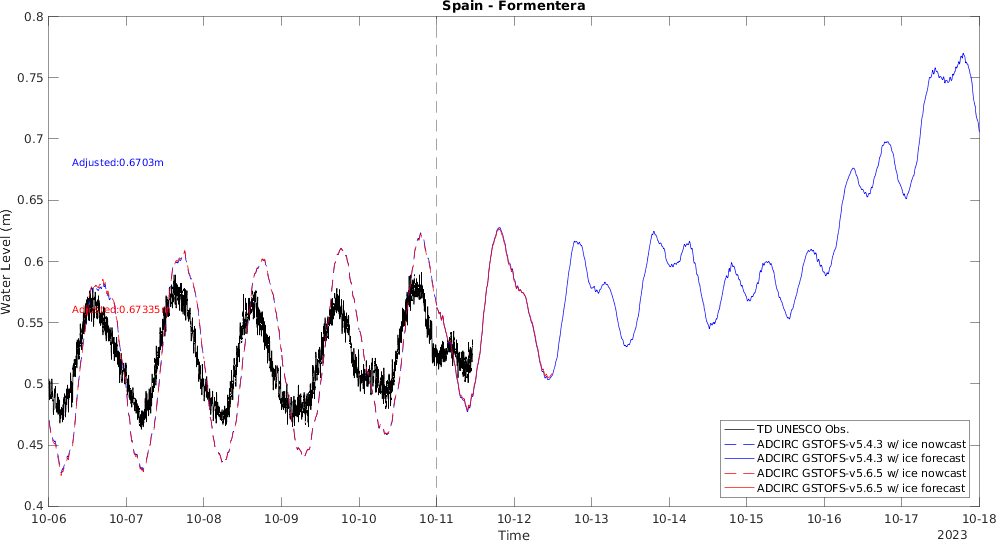 Spain - Formentera
0.8
0.75
0.7
0.65
0.6
0.55
0.5
0.45
0.4
Water Level (m)
Adjusted:0.6703m
Adjusted:0.67335m
TD UNESCO Obs.
ADCIRC GSTOFS-v5.4.3 w/ ice nowcast
ADCIRC GSTOFS-v5.4.3 w/ ice forecast
ADCIRC GSTOFS-v5.6.5 w/ ice nowcast
ADCIRC GSTOFS-v5.6.5 w/ ice forecast
10-06 10-07 10-08 10-09 10-10 10-11 10-12 10-13 10-14 10-15 10-16 10-17 10-18
Time
2023